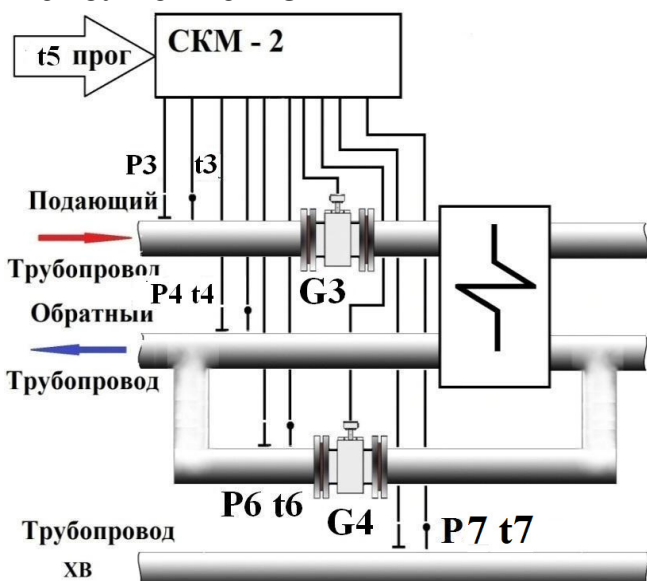 СКМ - 2
t5 прог
P3 t3
Подающий
Трубопровод
G3
P4 t4
Обратный
Трубопровод
P6 t6
G4
Трубопровод
ХВ
P7 t7